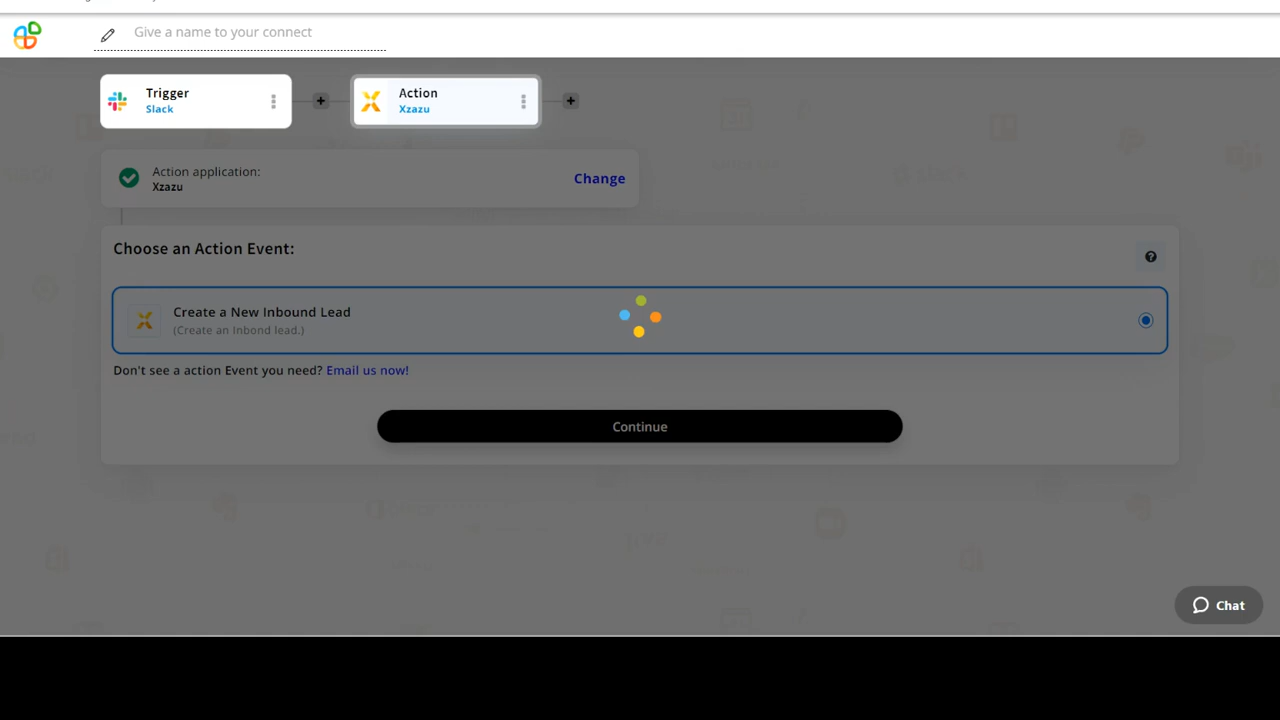 Give a name to your connect
Trigger
Slack
Action
Xzazu
Action application:
Xzazu
Change
Choose an Action Event:
Create a New Inbound Lead
(Create an Inbond lead.)
Don't see a action Event you need? Email us now!
Continue
Chat